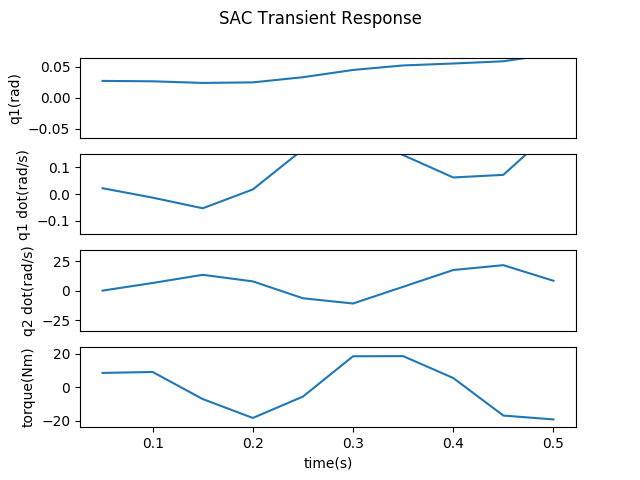 SAC Transient Response
q1(rad)
0.05
0.00
−0.05
q1 dot(rad/s)
0.1
0.0
−0.1
q2 dot(rad/s)
25
0
−25
torque(Nm)
20
0
−20
0.1 0.2 0.3 0.4 0.5
time(s)